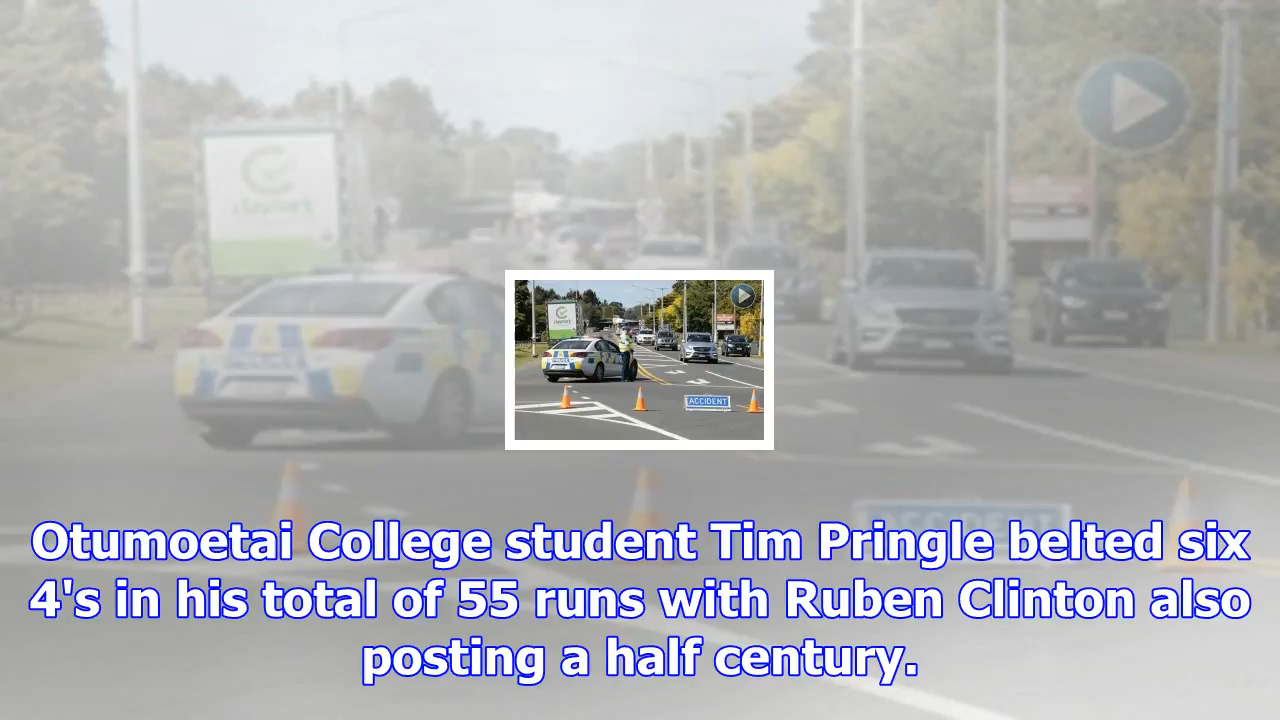 ACCIDENT
Otumoetai College student Tim Pringle belted six
4's in his total of 55 runs with Ruben Clinton also
posting a half century.